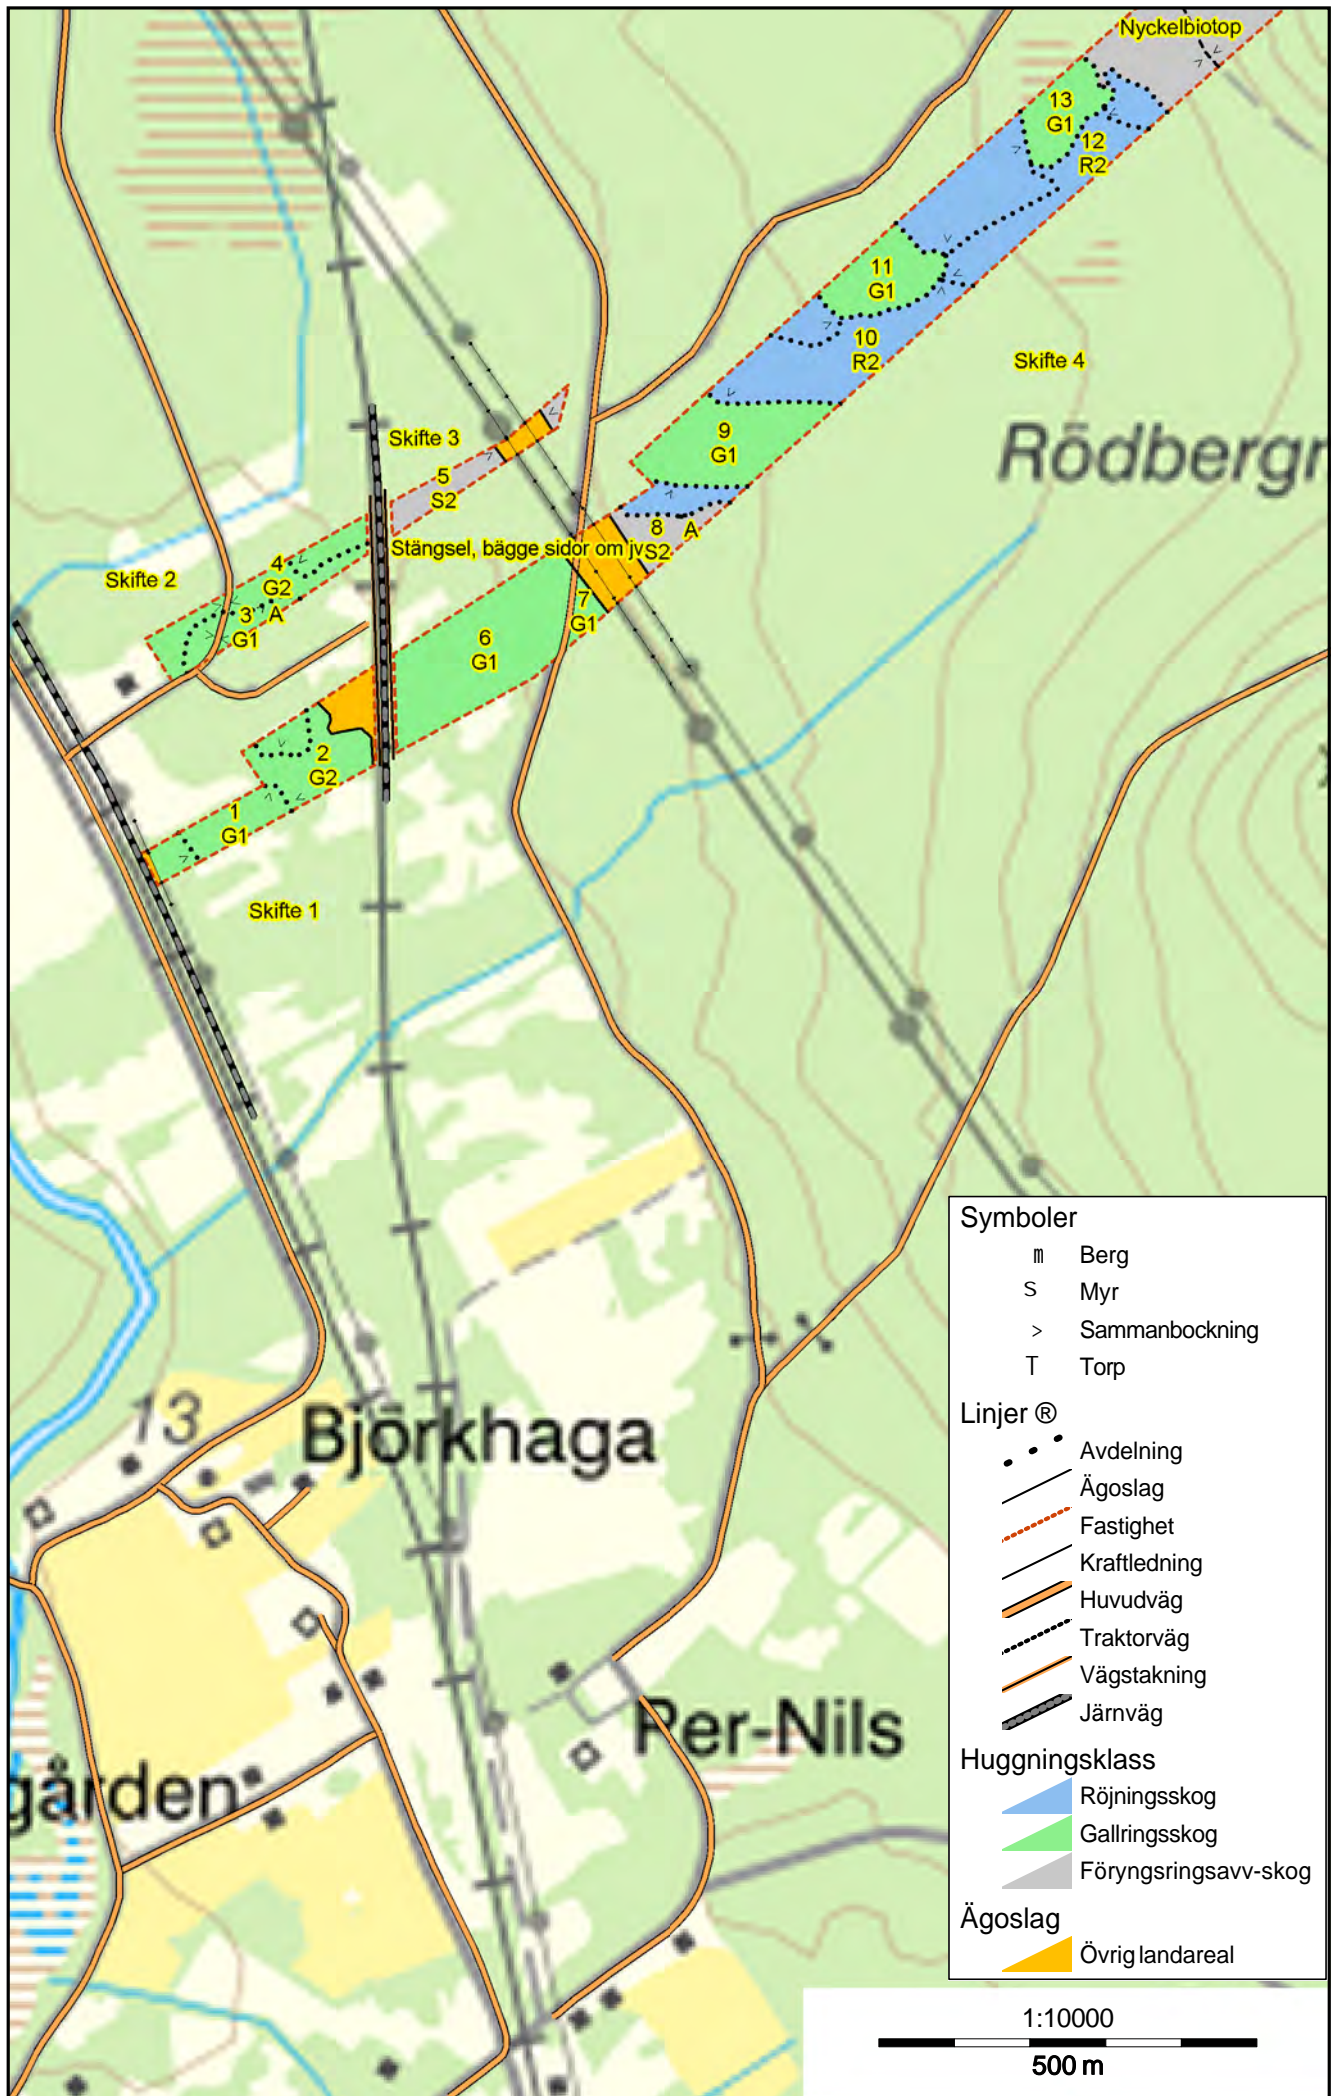 Nyckelbiotop
13
G1
12
R2
11
G1
10
R2
Skifte 4
9
G1
Rödbergr
Skifte 3
5
S2
8
A
S2
Stängsel, bägge sidor om jv
4
G2
Skifte 2
3
A
G1
7
G1
6
G1
2
G2
1
G1
Skifte 1
13
Björkhaga
Per-Nils
gården
Symboler
m Berg
S Myr
> Sammanbockning
T Torp
Linjer ®
Avdelning
Ägoslag
Fastighet
Kraftledning
Huvudväg
Traktorväg
Vägstakning
Järnväg
Huggningsklass
Röjningsskog
Gallringsskog
Föryngsringsavv-skog
Ägoslag
Övrig landareal
1:10000
500 m